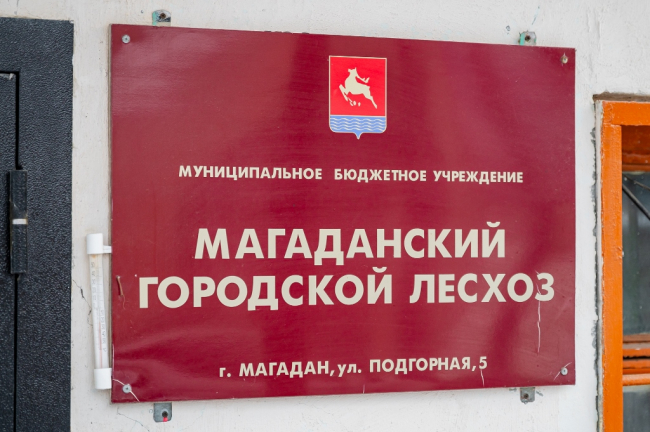 МУНИЦИПАЛЬНОЕ БЮДЖЕТНОЕ УЧРЕЖДЕНИЕ
МАГАДАНСКИЙ
ГОРОДСКОЙ ЛЕСХОЗ
г. МАГАДАН, ул. ПОДГОРНАЯ, 5